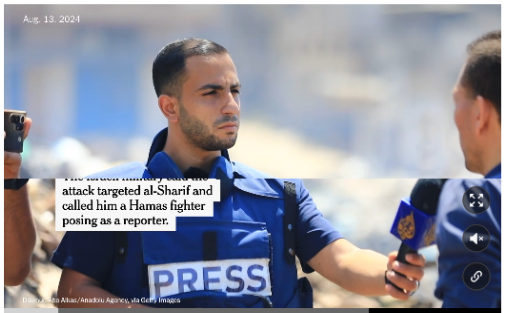 Aug. 13, 2024
The Israeli military said the
attack targeted al-Sharif and
called him a Hamas fighter
posing as a reporter.
PRESS
Alkas/Anadolu Agency, via Getty Images